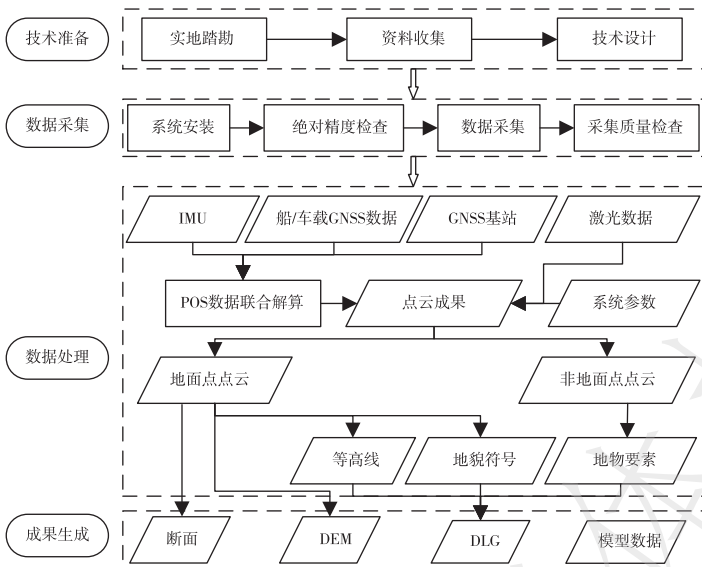 技术准备
实地踏勘
资料收集
技术设计
数据采集
系统安装
绝对精度检查
数据采集
采集质量检查
IMU
船/车载GNSS数据
GNSS基站
激光数据
POS数据联合解算
点云成果
系统参数
数据处理
地面点点云
非地面点点云
等高线
地貌符号
地物要素
成果生成
断面
DEM
DLG
模型数据